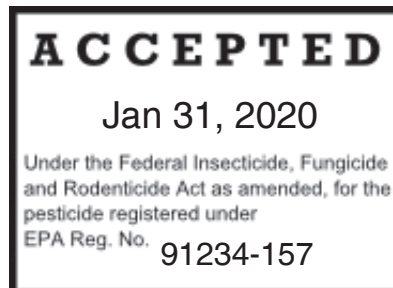 ACCEPTED
Jan 31, 2020
Under the Federal Insecticide, Fungicide
and Rodenticide Act as amended, for the
pesticide registered under
EPA Reg. No. 91234-157